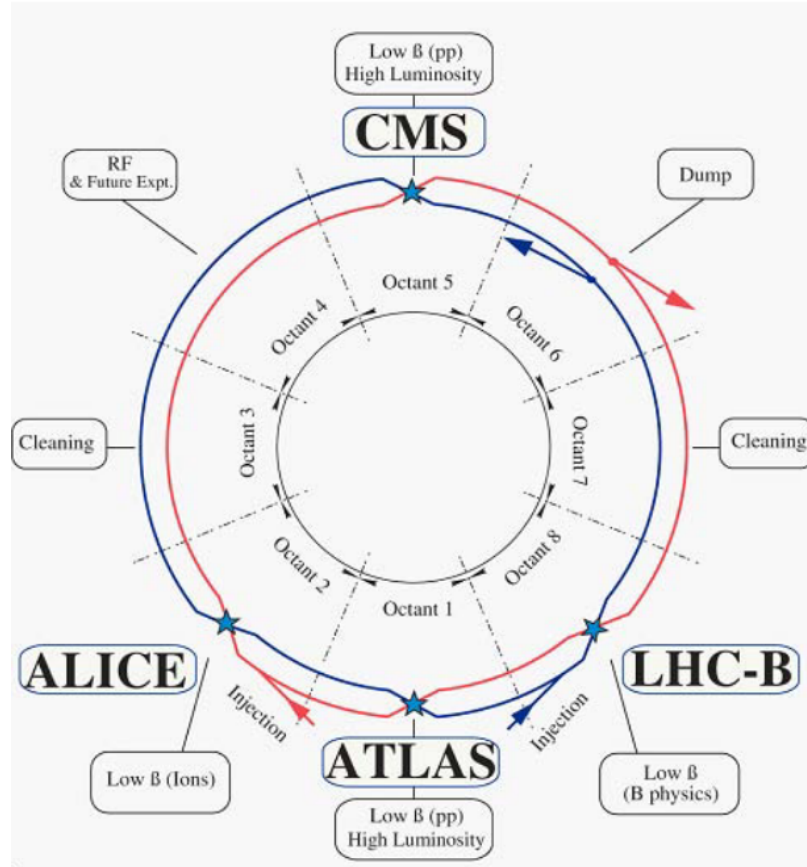 Low ß (pp)
High Luminosity
CMS
RF
& Future Expt.
Dump
Octant 5
Octant 4
Octant 6
Cleaning
Octant 3
Octant 7
Cleaning
Octant 2
Octant 8
Octant 1
ALICE
LHC-B
Injection
Injection
ATLAS
Low ß (Ions)
Low ß
(B physics)
Low ß (pp)
High Luminosity